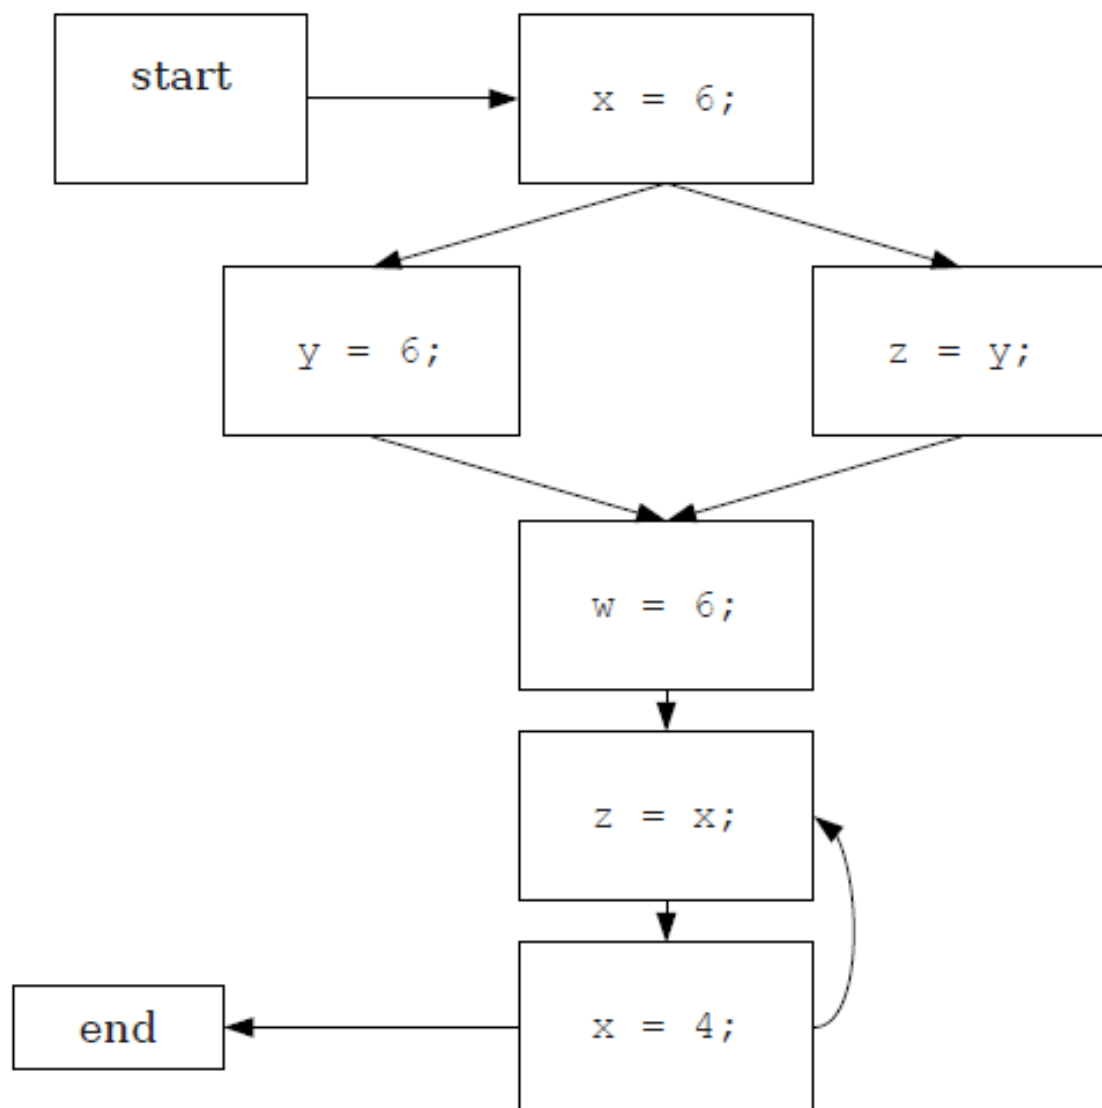 start
x = 6;
y = 6;
z = y;
w = 6;
z = x;
x = 4;
end